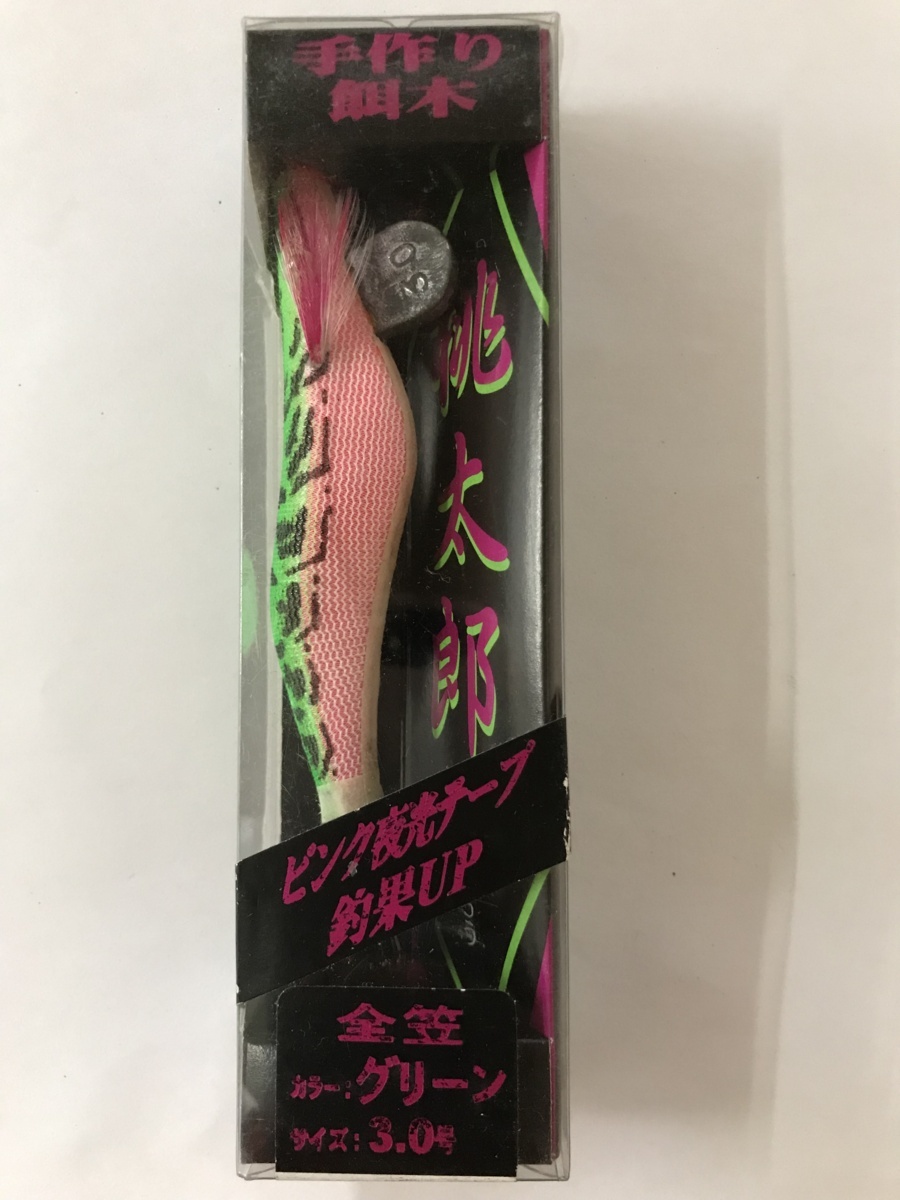 手作り
餌木
桃太郎
ピンク夜光テープ
釣果UP
全笠
カラー:グリーン
サイズ:3.0号